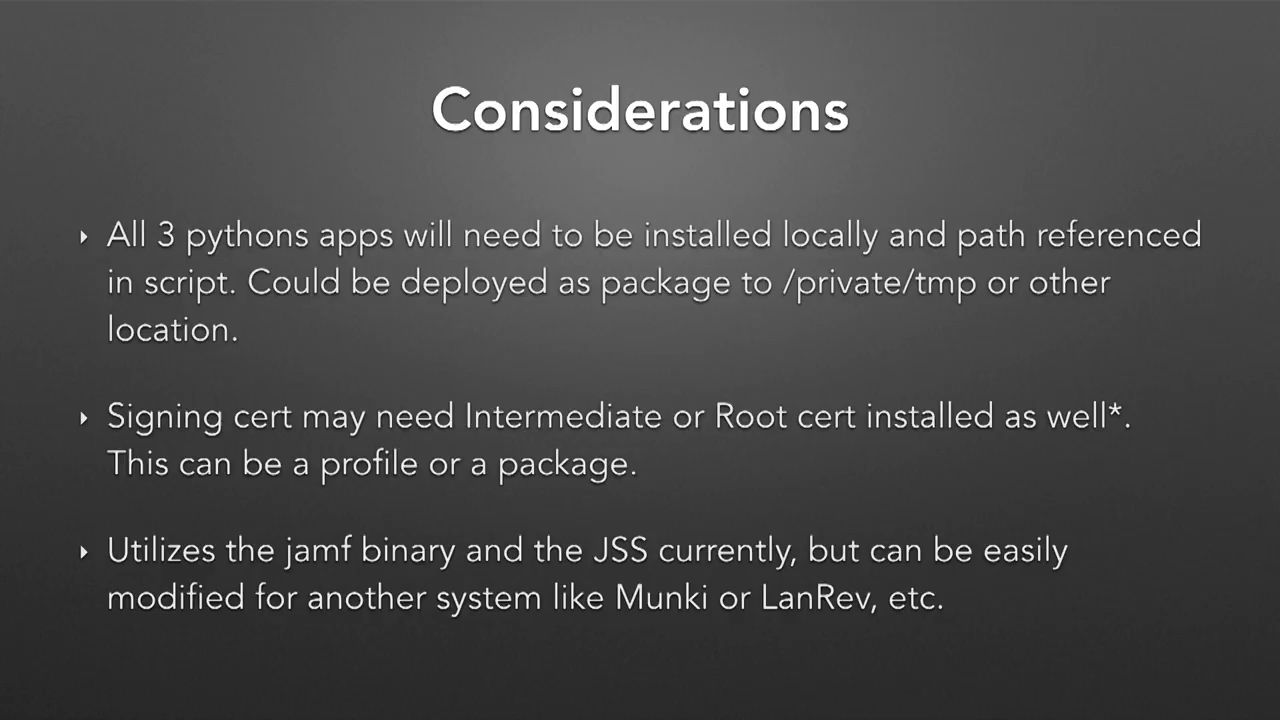 Considerations
‣ All 3 pythons apps will need to be installed locally and path referenced
in script. Could be deployed as package to /private/tmp or other
location.
‣ Signing cert may need Intermediate or Root cert installed as well*.
This can be a profile or a package.
‣ Utilizes the jamf binary and the JSS currently, but can be easily
modified for another system like Munki or LanRev, etc.